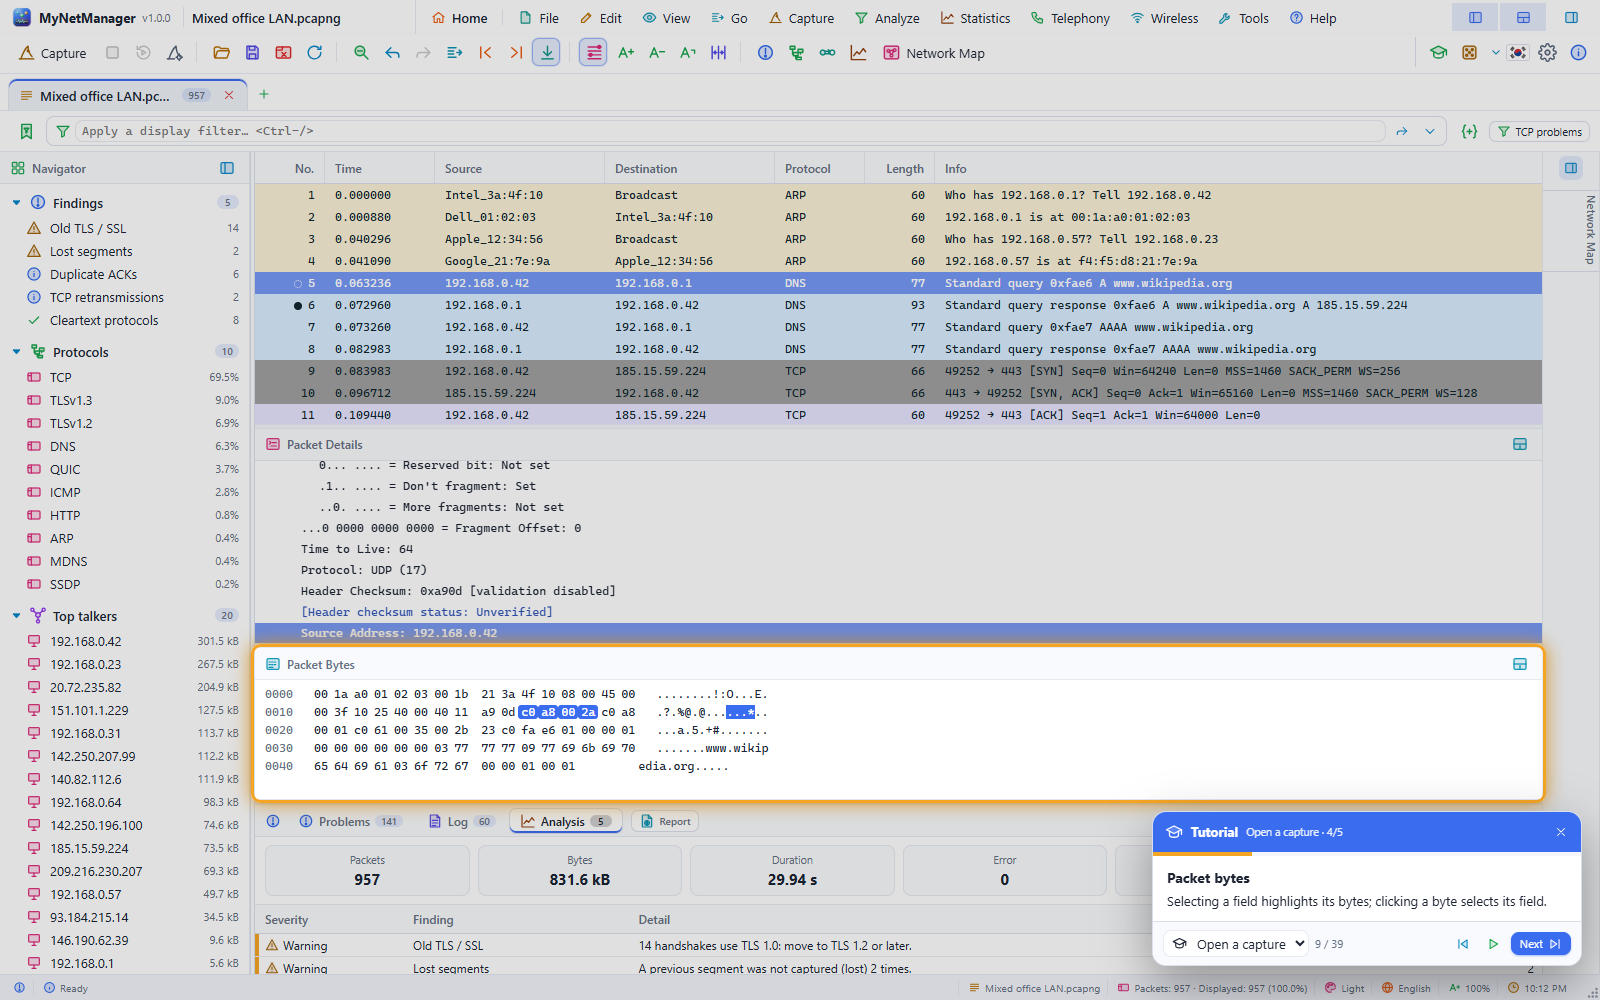 MyNetManager v1.0.0 Mixed office LAN.pcapng Home File Edit View Go Capture Analyze Statistics Telephony Wireless Tools Help
Capture A+ A- A Network Map
Mixed office LAN.pc... 957
Apply a display filter… <Ctrl-/> TCP problems
Navigator
Findings 5
Old TLS / SSL 14
Lost segments 2
Duplicate ACKs 6
TCP retransmissions 2
Cleartext protocols 8
Protocols 10
TCP 69.5%
TLSv1.3 9.0%
TLSv1.2 6.9%
DNS 6.3%
QUIC 3.7%
ICMP 2.8%
HTTP 0.8%
ARP 0.4%
MDNS 0.4%
SSDP 0.2%
Top talkers 20
192.168.0.42 301.5 kB
192.168.0.23 267.5 kB
20.72.235.82 204.9 kB
151.101.1.229 127.5 kB
192.168.0.31 113.7 kB
142.250.207.99 112.2 kB
140.82.112.6 111.9 kB
192.168.0.64 98.3 kB
142.250.196.100 74.6 kB
185.15.59.224 73.5 kB
209.216.230.207 69.3 kB
192.168.0.57 49.7 kB
93.184.215.14 34.5 kB
146.190.62.39 9.6 kB
192.168.0.1 5.6 kB
No. Time Source Destination Protocol Length Info
1 0.000000 Intel_3a:4f:10 Broadcast ARP 60 Who has 192.168.0.1? Tell 192.168.0.42
2 0.000880 Dell_01:02:03 Intel_3a:4f:10 ARP 60 192.168.0.1 is at 00:1a:a0:01:02:03
3 0.040296 Apple_12:34:56 Broadcast ARP 60 Who has 192.168.0.57? Tell 192.168.0.23
4 0.041090 Google_21:7e:9a Apple_12:34:56 ARP 60 192.168.0.57 is at f4:f5:d8:21:7e:9a
5 0.063236 192.168.0.42 192.168.0.1 DNS 77 Standard query 0xfae6 A www.wikipedia.org
6 0.072960 192.168.0.1 192.168.0.42 DNS 93 Standard query response 0xfae6 A www.wikipedia.org A 185.15.59.224
7 0.073260 192.168.0.42 192.168.0.1 DNS 77 Standard query 0xfae7 AAAA www.wikipedia.org
8 0.082983 192.168.0.1 192.168.0.42 DNS 77 Standard query response 0xfae7 AAAA www.wikipedia.org
9 0.083983 192.168.0.42 185.15.59.224 TCP 66 49252 → 443 [SYN] Seq=0 Win=64240 Len=0 MSS=1460 SACK_PERM WS=256
10 0.096712 185.15.59.224 192.168.0.42 TCP 66 443 → 49252 [SYN, ACK] Seq=0 Ack=1 Win=65160 Len=0 MSS=1460 SACK_PERM WS=128
11 0.109440 192.168.0.42 185.15.59.224 TCP 60 49252 → 443 [ACK] Seq=1 Ack=1 Win=64000 Len=0
Network Map
Packet Details
0... .... = Reserved bit: Not set
.1.. .... = Don't fragment: Set
..0. .... = More fragments: Not set
...0 0000 0000 0000 = Fragment Offset: 0
Time to Live: 64
Protocol: UDP (17)
Header Checksum: 0xa90d [validation disabled]
[Header checksum status: Unverified]
Source Address: 192.168.0.42
Packet Bytes
0000 00 1a a0 01 02 03 00 1b 21 3a 4f 10 08 00 45 00 ........!:O...E.
0010 00 3f 10 25 40 00 40 11 a9 0d c0 a8 00 2a c0 a8 .?.%@.@......*..
0020 00 01 c0 61 00 35 00 2b 23 c0 fa e6 01 00 00 01 ...a.5.+#.......
0030 00 00 00 00 00 00 03 77 77 77 09 77 69 6b 69 70 .......www.wikip
0040 65 64 69 61 03 6f 72 67 00 00 01 00 01 edia.org.....
Problems 141 Log 60 Analysis 5 Report
Packets 957
Bytes 831.6 kB
Duration 29.94 s
Error 0
Severity Finding Detail
Warning Old TLS / SSL 14 handshakes use TLS 1.0: move to TLS 1.2 or later.
Warning Lost segments A previous segment was not captured (lost) 2 times. 2
Tutorial Open a capture · 4/5
Packet bytes
Selecting a field highlights its bytes; clicking a byte selects its field.
Open a capture 9 / 39 Next
Ready Mixed office LAN.pcapng Packets: 957 · Displayed: 957 (100.0%) Light English A+ 100% 10:12 PM